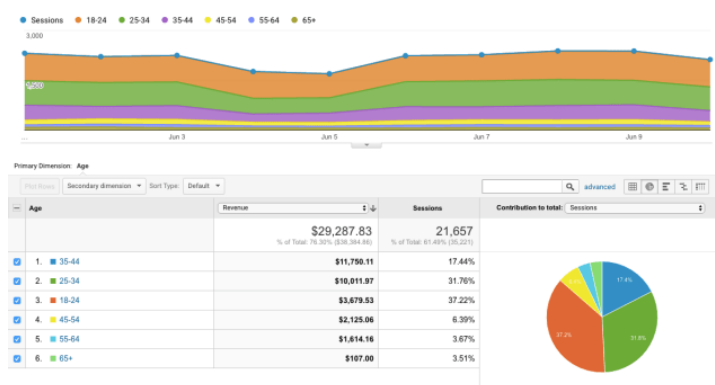 Sessions 18-24 25-34 35-44 45-54 55-64 65+
3,000
1,500
... Jun 3 Jun 5 Jun 7 Jun 9
Primary Dimension: Age
Plot Rows Secondary dimension Sort Type: Default advanced
Age Revenue Sessions Contribution to total: Sessions
$29,287.83 21,657
% of Total: 76.30% ($38,384.86) % of Total: 61.49% (35,221)
1. 35-44 $11,750.11 17.44%
2. 25-34 $10,011.97 31.76%
3. 18-24 $3,679.53 37.22%
4. 45-54 $2,125.06 6.39%
5. 55-64 $1,614.16 3.67%
6. 65+ $107.00 3.51%
17.4%
31.8%
37.2%